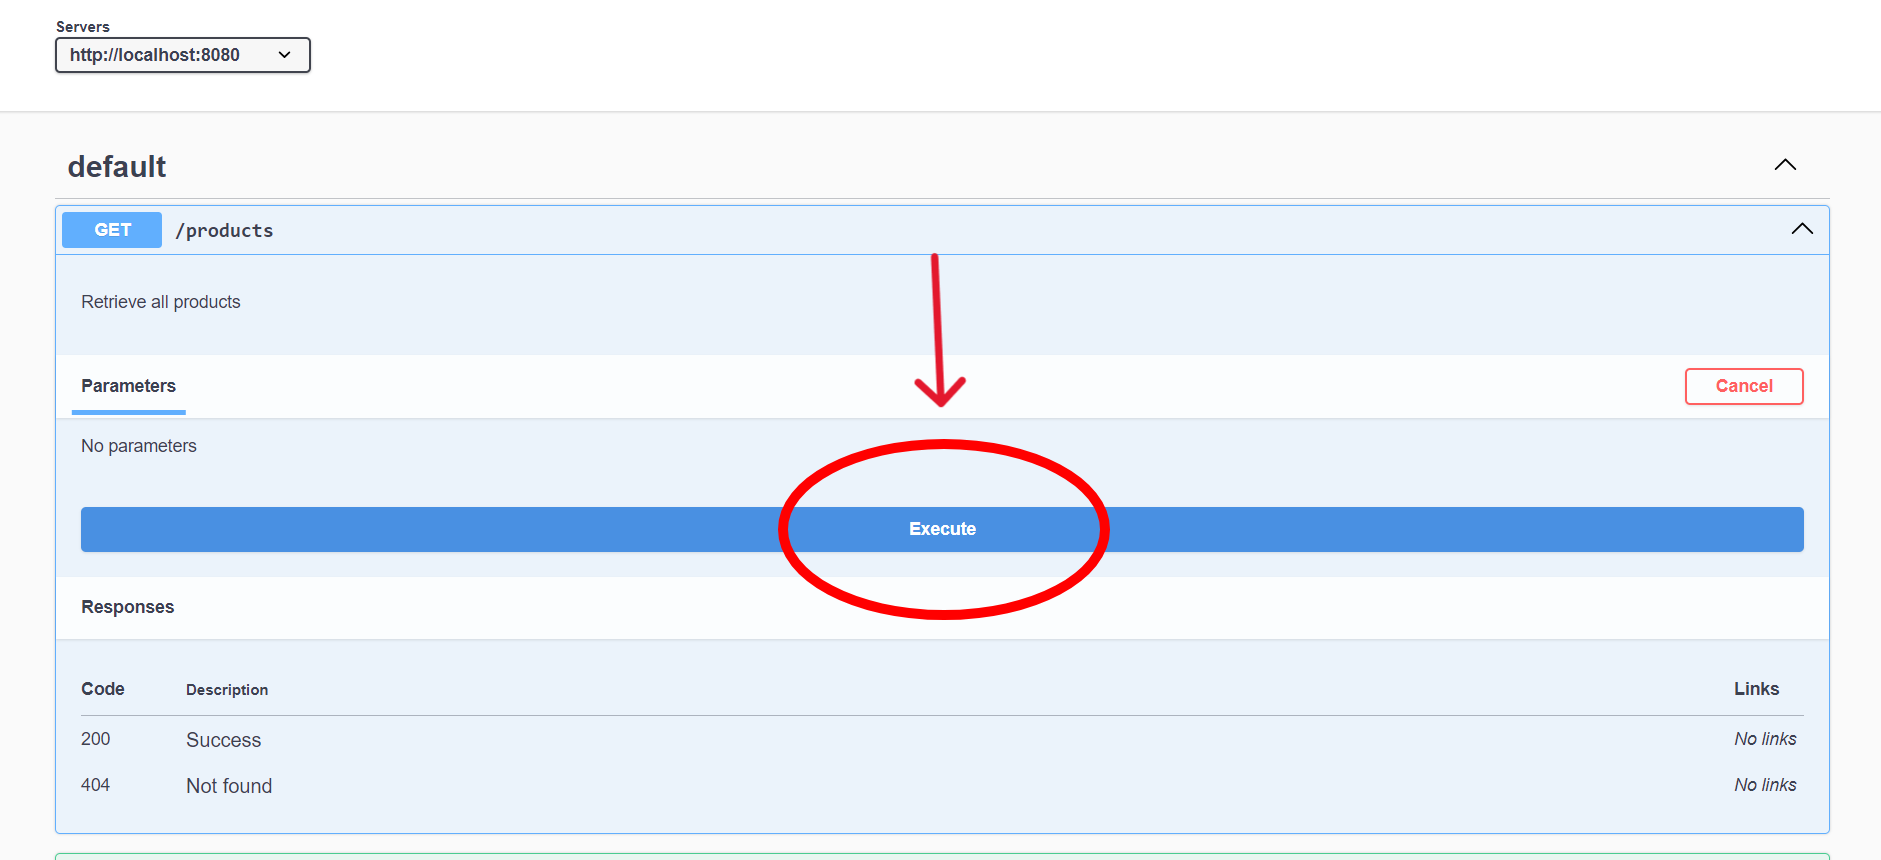 Servers
http://localhost:8080
default
GET /products
Retrieve all products
Parameters
Cancel
No parameters
Execute
Responses
Code Description Links
200 Success No links
404 Not found No links